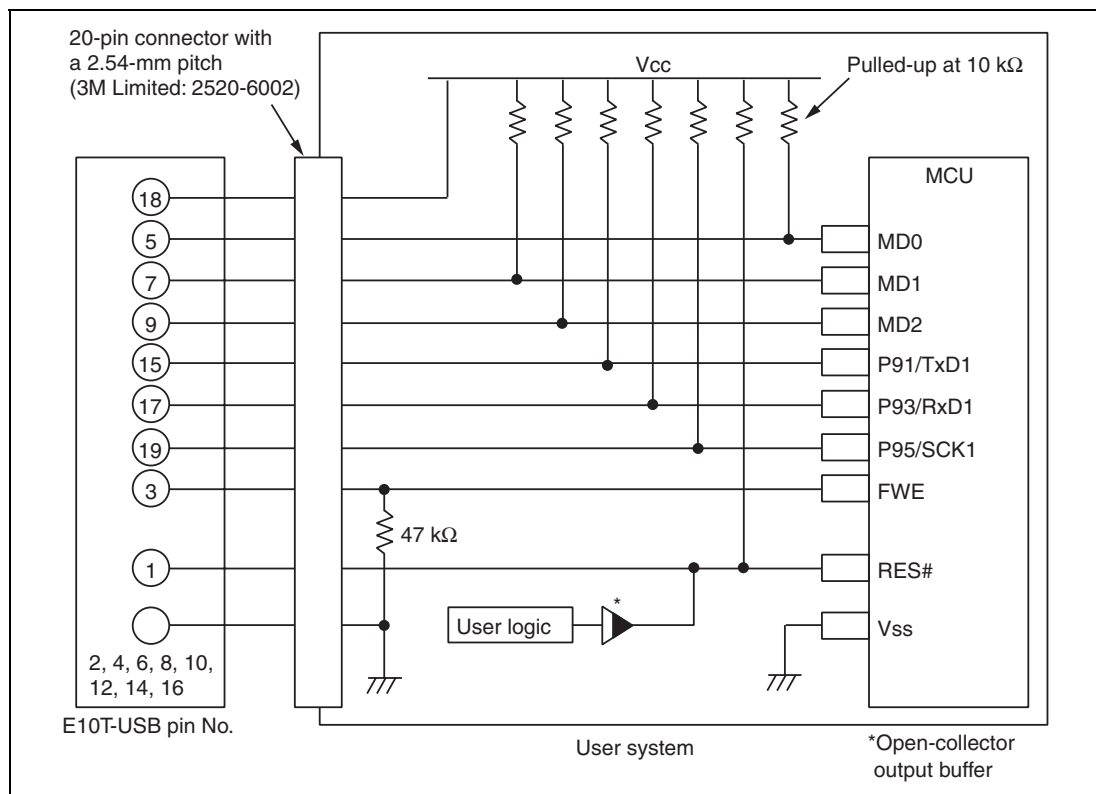 20-pin connector with
a 2.54-mm pitch
(3M Limited: 2520-6002)
Vcc
Pulled-up at 10 kΩ
MCU
18
5
MD0
7
MD1
9
MD2
15
P91/TxD1
17
P93/RxD1
19
P95/SCK1
3
FWE
47 kΩ
1
RES#
*
User logic
Vss
2, 4, 6, 8, 10,
12, 14, 16
E10T-USB pin No.
User system
*Open-collector
output buffer